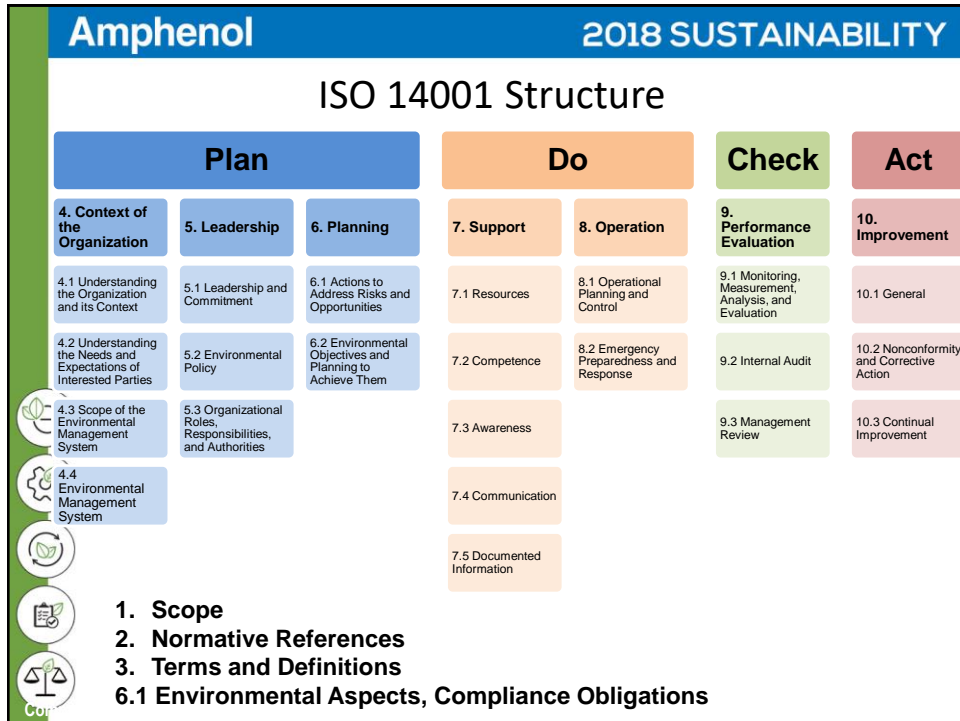 Amphenol
2018 SUSTAINABILITY
ISO 14001 Structure
Plan
Do
Check
Act
4. Context of
the
Organization
5. Leadership
6. Planning
7. Support
8. Operation
9.
Performance
Evaluation
10.
Improvement
4.1 Understanding
the Organization
and its Context
5.1 Leadership and
Commitment
6.1 Actions to
Address Risks and
Opportunities
7.1 Resources
8.1 Operational
Planning and
Control
9.1 Monitoring,
Measurement,
Analysis, and
Evaluation
10.1 General
4.2 Understanding
the Needs and
Expectations of
Interested Parties
5.2 Environmental
Policy
6.2 Environmental
Objectives and
Planning to
Achieve Them
7.2 Competence
8.2 Emergency
Preparedness and
Response
9.2 Internal Audit
10.2 Nonconformity
and Corrective
Action
4.3 Scope of the
Environmental
Management
System
5.3 Organizational
Roles,
Responsibilities,
and Authorities
7.3 Awareness
9.3 Management
Review
10.3 Continual
Improvement
4.4
Environmental
Management
System
7.4 Communication
7.5 Documented
Information
1. Scope
2. Normative References
3. Terms and Definitions
6.1 Environmental Aspects, Compliance Obligations